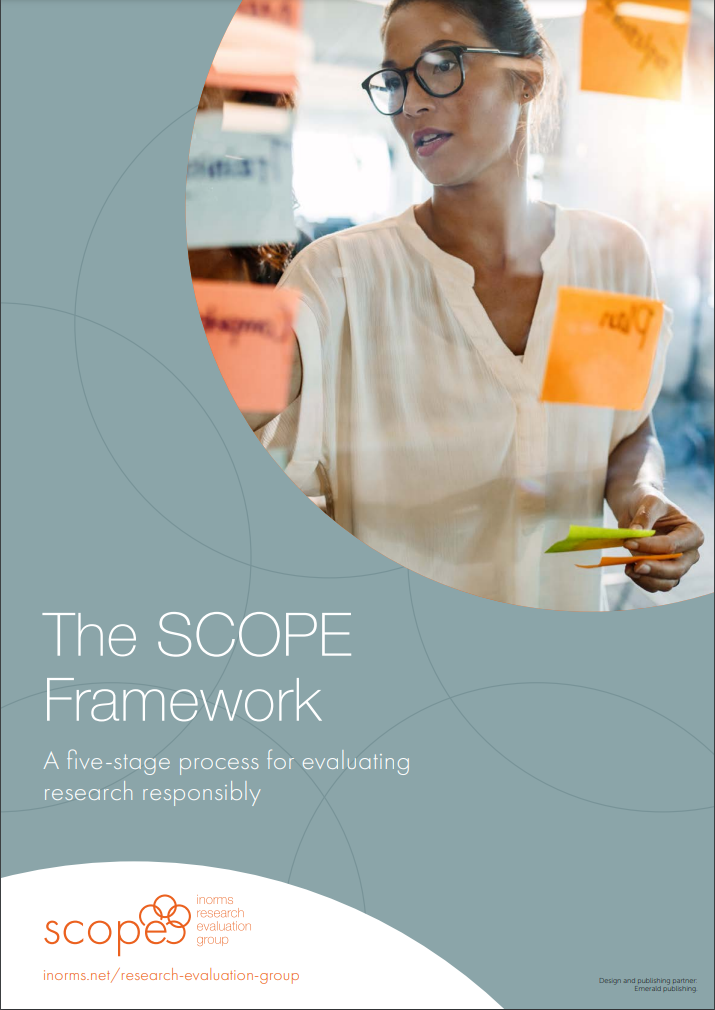 Plan
The SCOPE
Framework
A five-stage process for evaluating
research responsibly
scope
inorms
research
evaluation
group
inorms.net/research-evaluation-group
Design and publishing partner:
Emerald publishing.